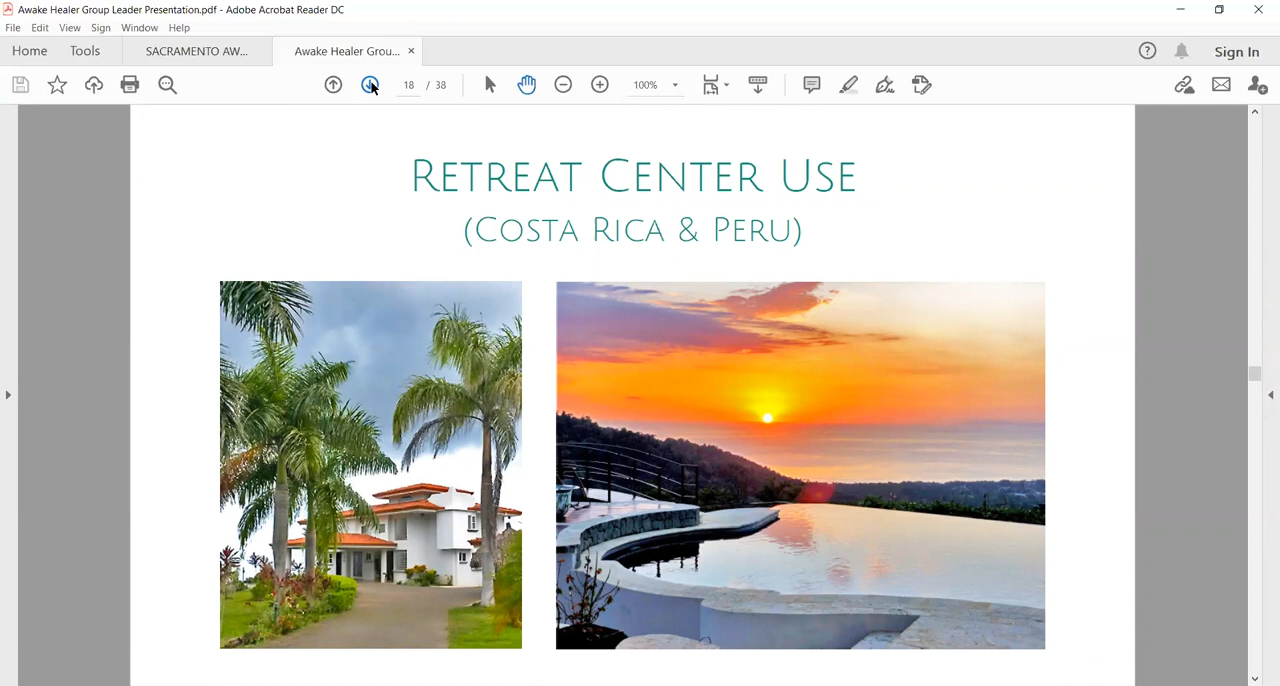 Awake Healer Group Leader Presentation.pdf - Adobe Acrobat Reader DC
File Edit View Sign Window Help
Home Tools SACRAMENTO AW... Awake Healer Grou... × Sign In
18 / 38 100%
RETREAT CENTER USE
(COSTA RICA & PERU)